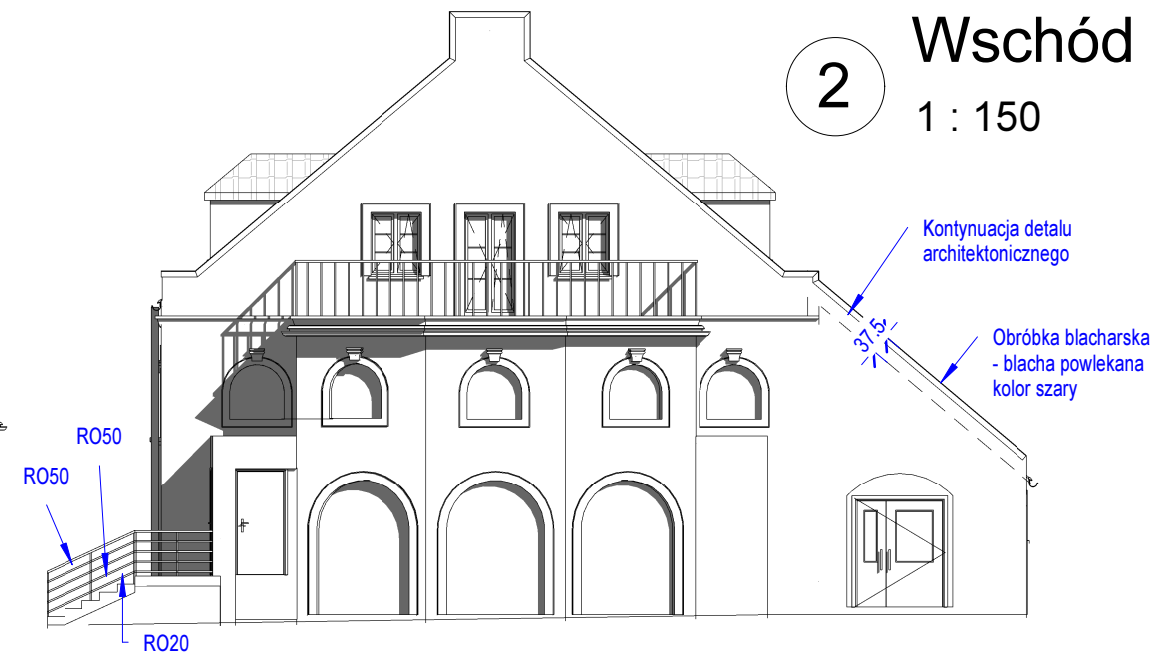 Wschód
2
1 : 150
Kontynuacja detalu
architektonicznego
37.5
Obróbka blacharska
- blacha powlekana
kolor szary
RO50
RO50
RO20